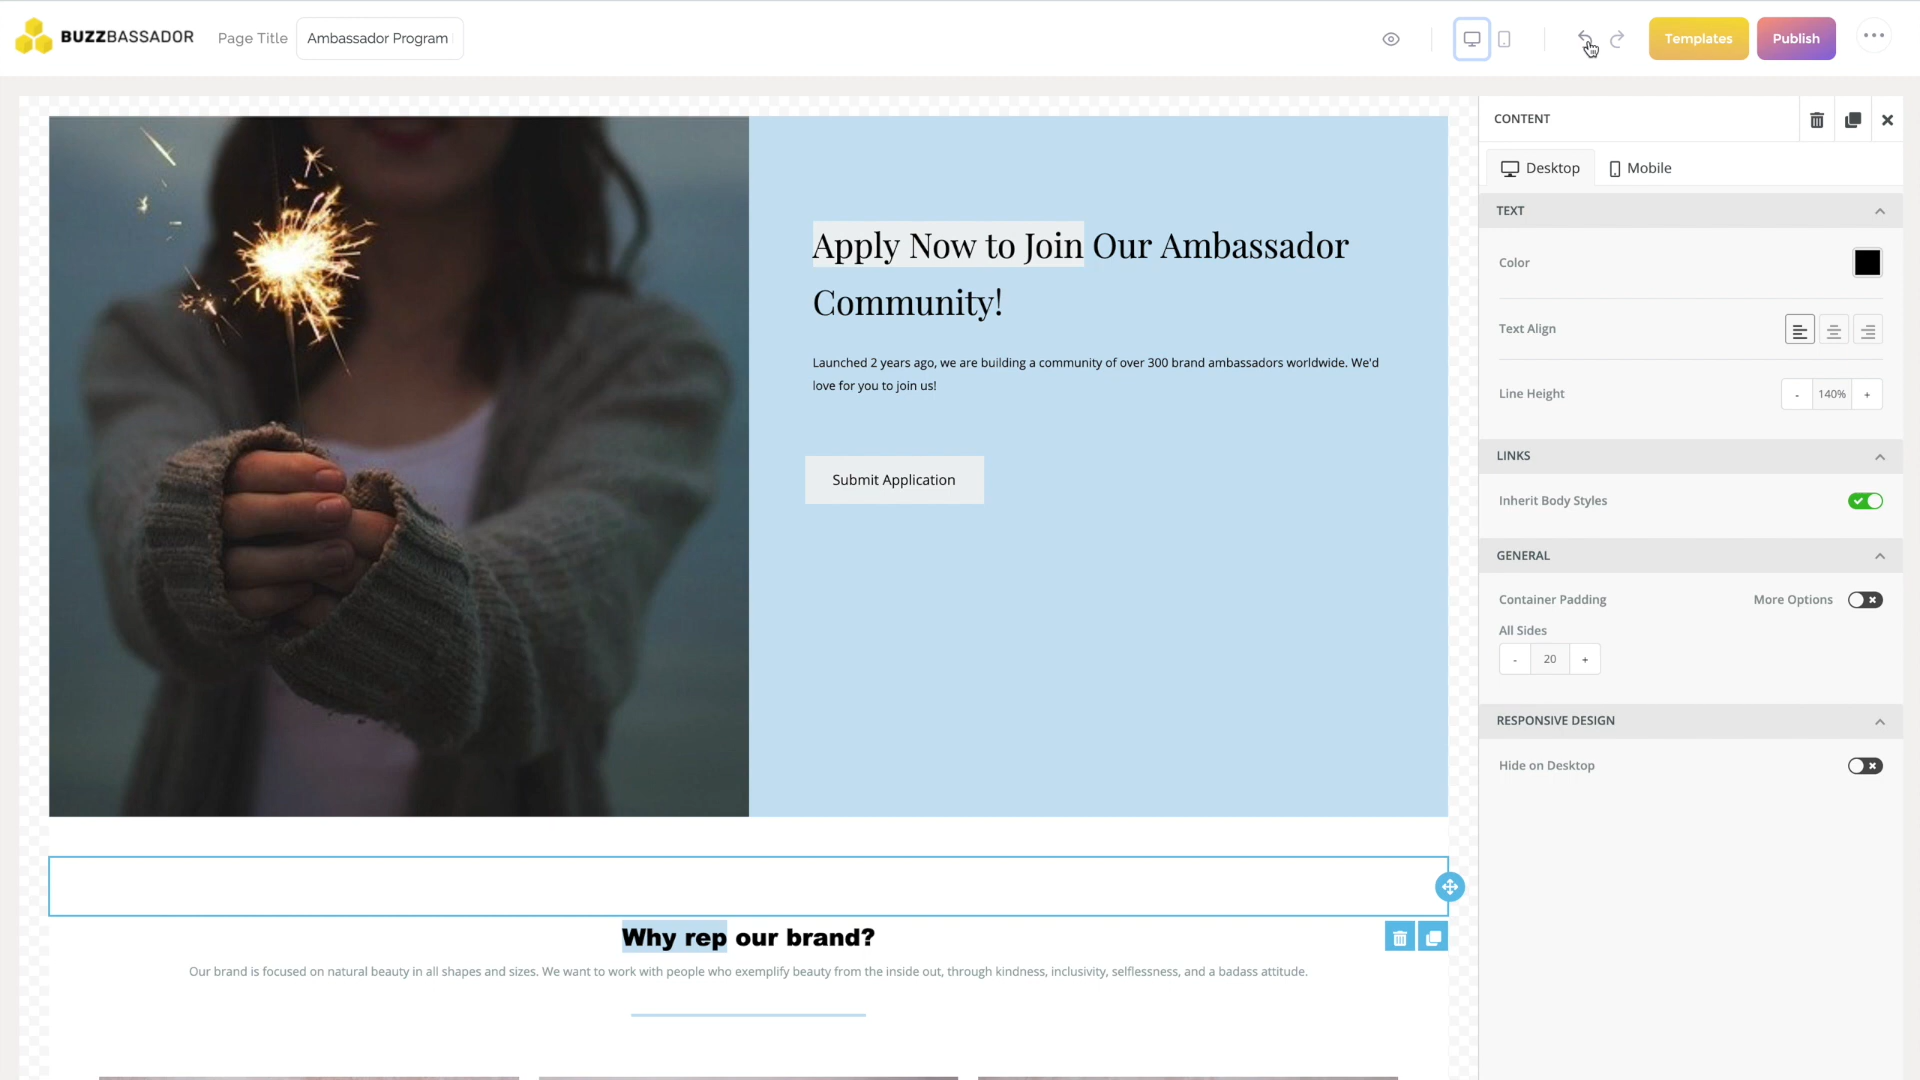 BUZZBASSADOR Page Title Ambassador Program Templates Publish
CONTENT
Desktop Mobile
TEXT
Color
Text Align
Line Height - 140% +
LINKS
Inherit Body Styles
GENERAL
Container Padding More Options
All Sides
- 20 +
RESPONSIVE DESIGN
Hide on Desktop
Apply Now to Join Our Ambassador
Community!
Launched 2 years ago, we are building a community of over 300 brand ambassadors worldwide. We'd
love for you to join us!
Submit Application
Why rep our brand?
Our brand is focused on natural beauty in all shapes and sizes. We want to work with people who exemplify beauty from the inside out, through kindness, inclusivity, selflessness, and a badass attitude.